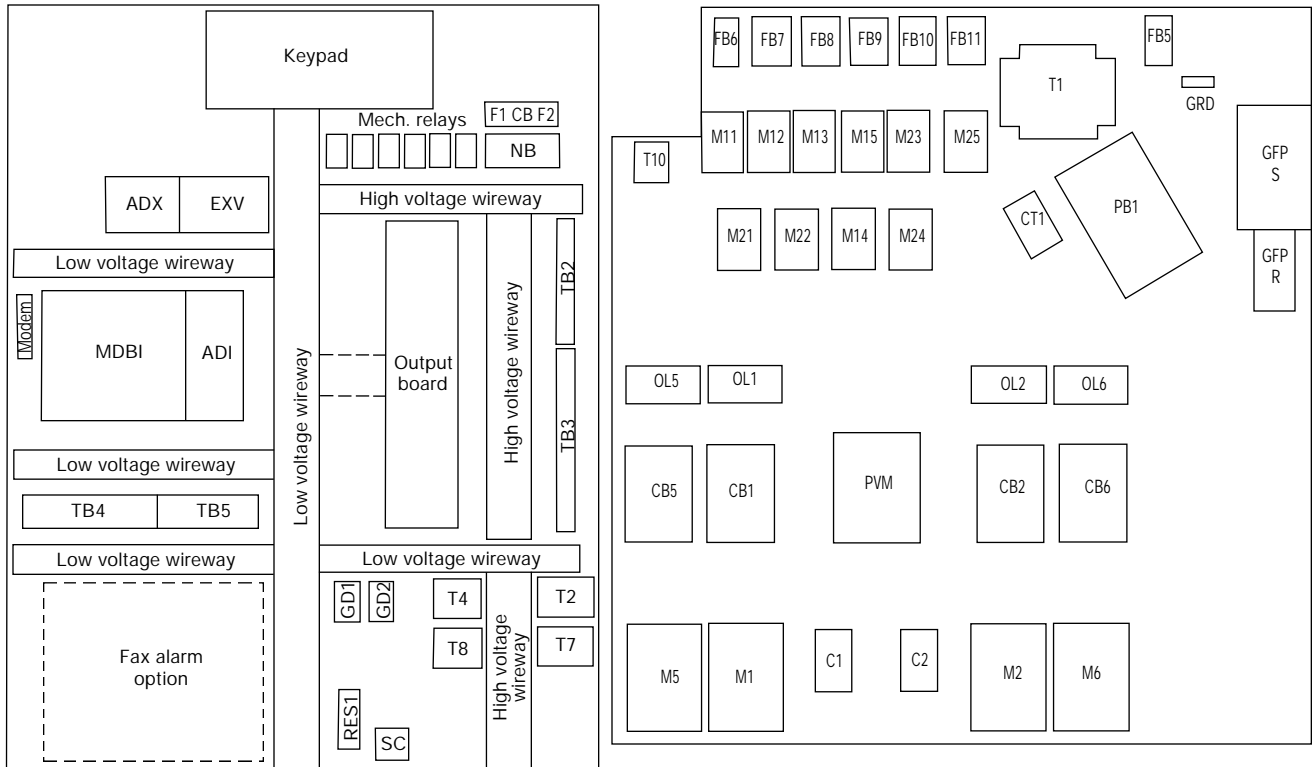 Keypad
Mech. relays
F1 CB F2
NB
ADX
EXV
High voltage wireway
Low voltage wireway
Modem
MDBI
ADI
Low voltage wireway
Output
board
High voltage wireway
TB2
TB3
Low voltage wireway
TB4
TB5
Low voltage wireway
Low voltage wireway
Fax alarm
option
GD1
GD2
T4
T2
T8
T7
High voltage
wireway
RES1
SC
FB6
FB7
FB8
FB9
FB10
FB11
FB5
T1
GRD
T10
M11
M12
M13
M15
M23
M25
GFP
S
CT1
PB1
M21
M22
M14
M24
GFP
R
OL5
OL1
OL2
OL6
CB5
CB1
PVM
CB2
CB6
M5
M1
C1
C2
M2
M6